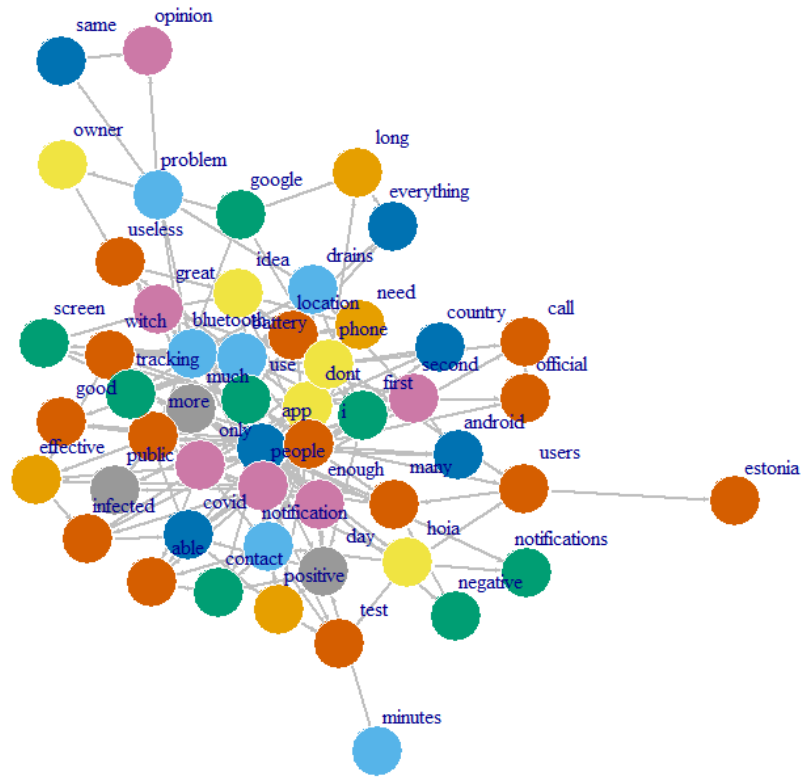 same
opinion
owner
problem
long
google
everything
useless
great
idea
drains
screen
witch
bluetooth
battery
location
need
phone
country
call
tracking
use
second
official
good
much
dont
first
more
app
i
android
effective
public
only
people
enough
many
users
estonia
infected
covid
notification
day
hoia
notifications
able
contact
positive
negative
test
minutes